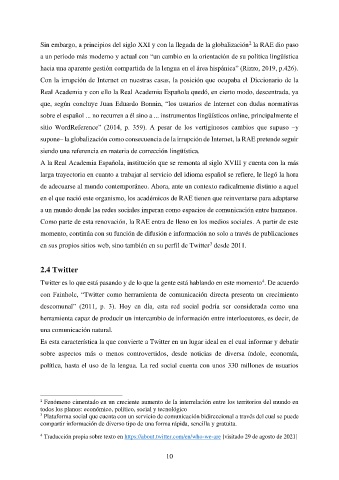 Sin embargo, a principios del siglo XXI y con la llegada de la globalización² la RAE dio paso
a un periodo más moderno y actual con “un cambio en la orientación de su política lingüística
hacia una aparente gestión compartida de la lengua en el área hispánica” (Rizzo, 2019, p.426).
Con la irrupción de Internet en nuestras casas, la posición que ocupaba el Diccionario de la
Real Academia y con ello la Real Academia Española quedó, en cierto modo, descentrada, ya
que, según concluye Juan Eduardo Bonnin, “los usuarios de Internet con dudas normativas
sobre el español ... no recurren a él sino a ... instrumentos lingüísticos online, principalmente el
sitio WordReference” (2014, p. 359). A pesar de los vertiginosos cambios que supuso –y
supone– la globalización como consecuencia de la irrupción de Internet, la RAE pretende seguir
siendo una referencia en materia de corrección lingüística.
A la Real Academia Española, institución que se remonta al siglo XVIII y cuenta con la más
larga trayectoria en cuanto a trabajar al servicio del idioma español se refiere, le llegó la hora
de adecuarse al mundo contemporáneo. Ahora, ante un contexto radicalmente distinto a aquel
en el que nació este organismo, los académicos de RAE tienen que reinventarse para adaptarse
a un mundo donde las redes sociales imperan como espacios de comunicación entre humanos.
Como parte de esta renovación, la RAE entra de lleno en los medios sociales. A partir de este
momento, continúa con su función de difusión e información no solo a través de publicaciones
en sus propios sitios web, sino también en su perfil de Twitter³ desde 2011.
2.4 Twitter
Twitter es lo que está pasando y de lo que la gente está hablando en este momento⁴. De acuerdo
con Fainholc, “Twitter como herramienta de comunicación directa presenta un crecimiento
descomunal” (2011, p. 3). Hoy en día, esta red social podría ser considerada como una
herramienta capaz de producir un intercambio de información entre interlocutores, es decir, de
una comunicación natural.
Es esta característica la que convierte a Twitter en un lugar ideal en el cual informar y debatir
sobre aspectos más o menos controvertidos, desde noticias de diversa índole, economía,
política, hasta el uso de la lengua. La red social cuenta con unos 330 millones de usuarios
² Fenómeno cimentado en un creciente aumento de la interrelación entre los territorios del mundo en
todos los planos: económico, político, social y tecnológico
³ Plataforma social que cuenta con un servicio de comunicación bidireccional a través del cual se puede
compartir información de diverso tipo de una forma rápida, sencilla y gratuita.
⁴ Traducción propia sobre texto en https://about.twitter.com/en/who-we-are [visitado 29 de agosto de 2021]
10